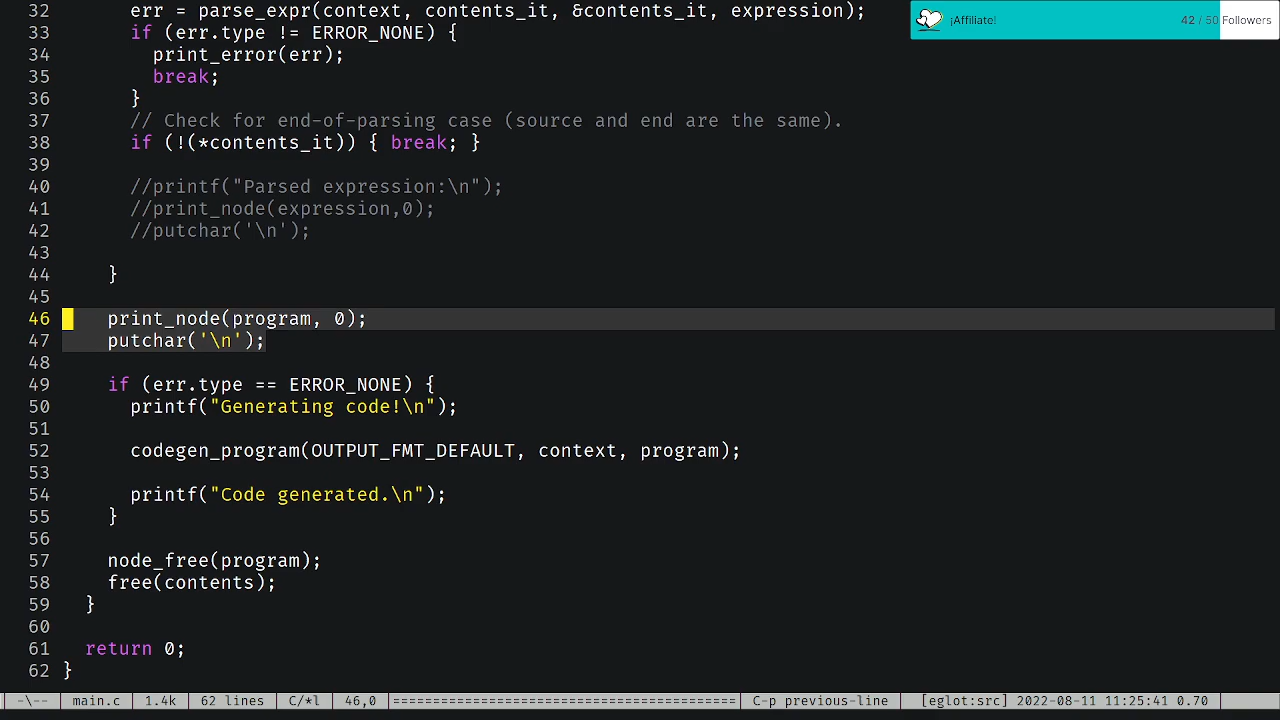 32       err = parse_expr(context, contents_it, &contents_it, expression);
¡Affiliate! 42 / 50 Followers
33       if (err.type != ERROR_NONE) {
34         print_error(err);
35         break;
36       }
37       // Check for end-of-parsing case (source and end are the same).
38       if (!(*contents_it)) { break; }
39
40       //printf("Parsed expression:\n");
41       //print_node(expression,0);
42       //putchar('\n');
43
44     }
45
46     print_node(program, 0);
47     putchar('\n');
48
49     if (err.type == ERROR_NONE) {
50       printf("Generating code!\n");
51
52       codegen_program(OUTPUT_FMT_DEFAULT, context, program);
53
54       printf("Code generated.\n");
55     }
56
57     node_free(program);
58     free(contents);
59   }
60
61   return 0;
62 }
-\-- main.c 1.4k 62 lines C/*l 46,0 ===================================== C-p previous-line [eglot:src] 2022-08-11 11:25:41 0.70